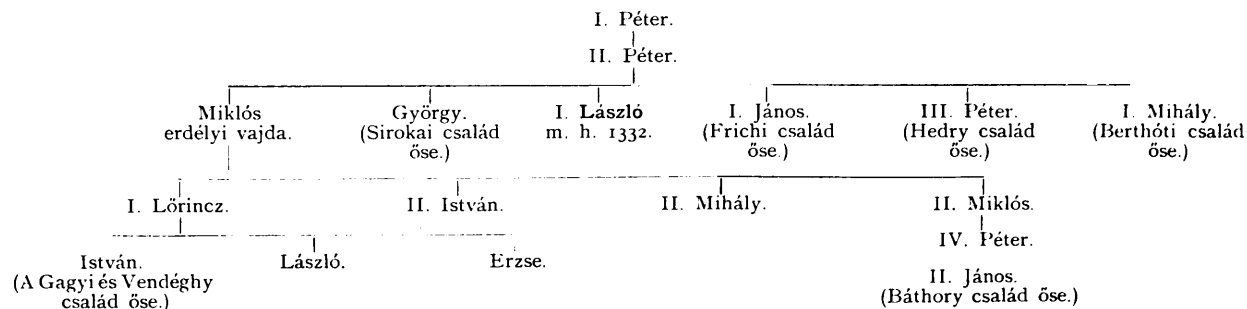 I. Péter.
II. Péter.
Miklós
erdélyi vajda.
György.
(Sirokai család
őse.)
I. László
m. h. 1332.
I. János.
(Frichi család
őse.)
III. Péter.
(Hedry család
őse.)
I. Mihály.
(Berthóti család
őse.)
I. Lőrincz.
II. István.
II. Mihály.
II. Miklós.
IV. Péter.
István.
(A Gagyi és Vendéghy
család őse.)
László.
Erzse.
II. János.
(Báthory család őse.)